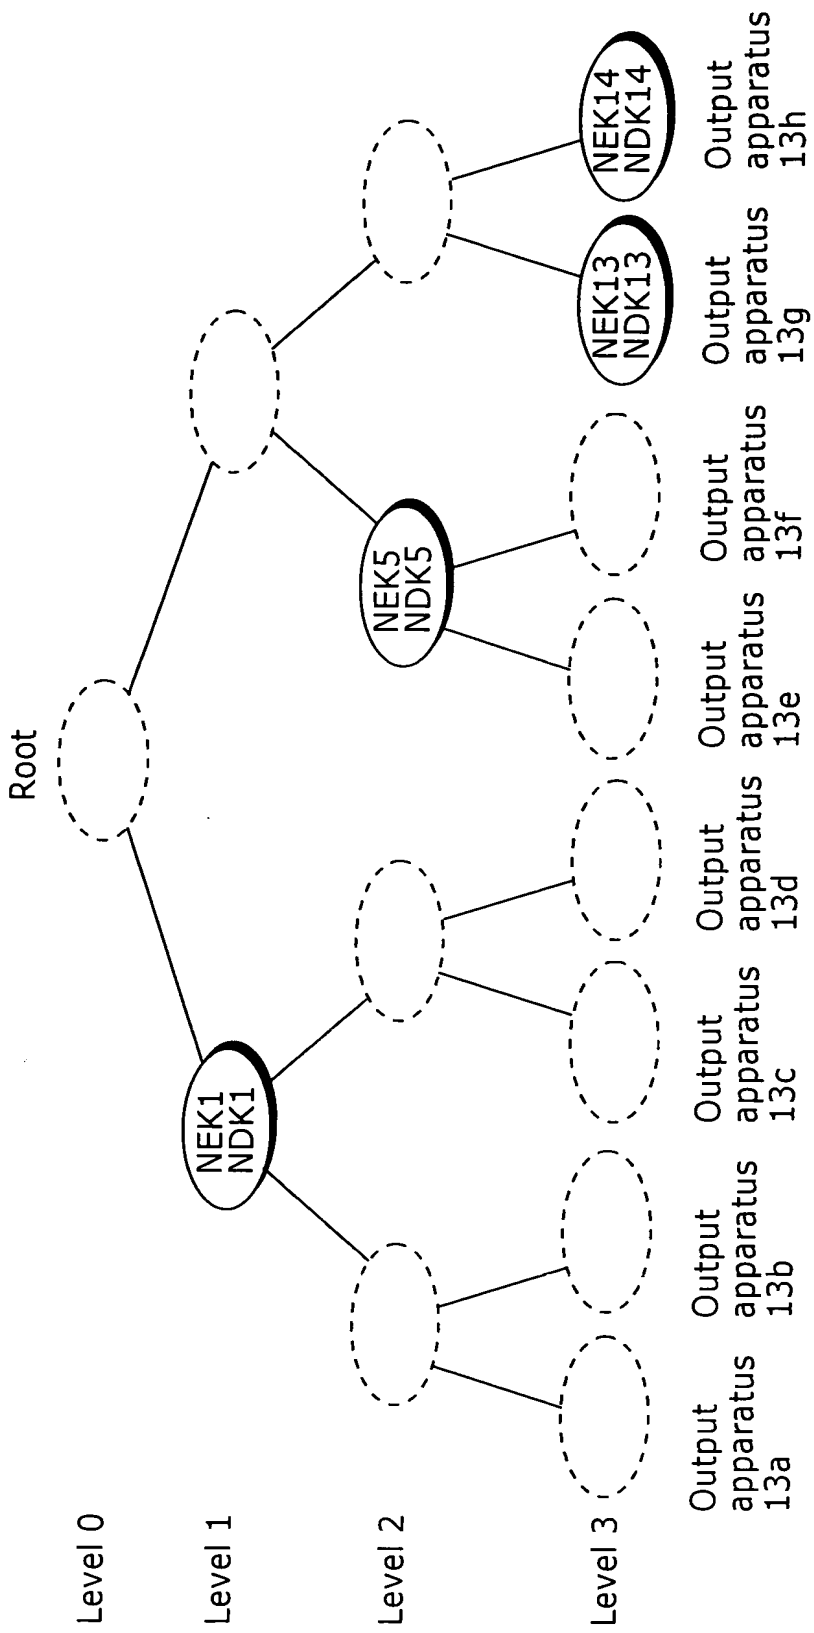 Root
Level 0
Level 1
NEK1
NDK1
Level 2
NEK5
NDK5
Level 3
NEK13
NDK13
NEK14
NDK14
Output
apparatus
13a
Output
apparatus
13b
Output
apparatus
13c
Output
apparatus
13d
Output
apparatus
13e
Output
apparatus
13f
Output
apparatus
13g
Output
apparatus
13h